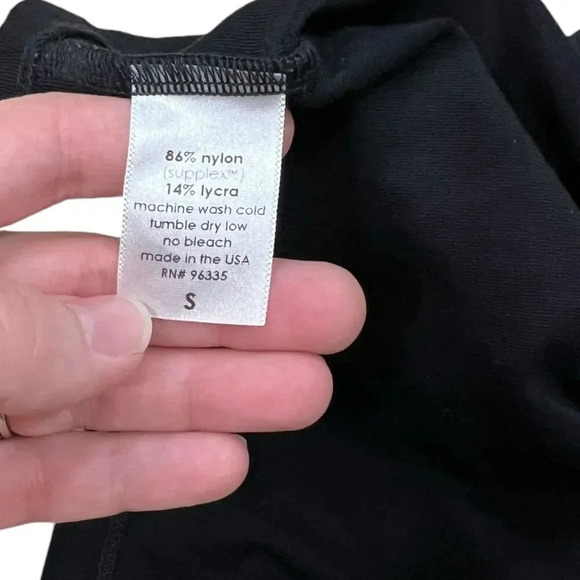 86% nylon
(supplex™)
14% lycra
machine wash cold
tumble dry low
no bleach
made in the USA
RN# 96335
S